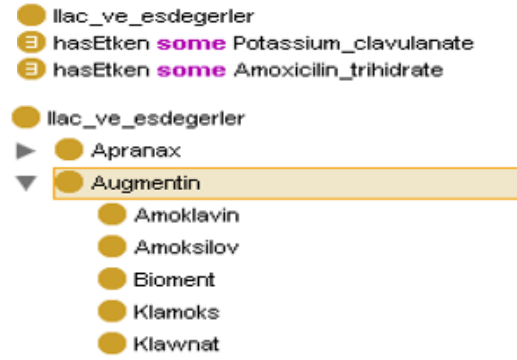 Ilac_ve_esdegerler
hasEtken some Potassium_clavulanate
hasEtken some Amoxicilin_trihidrate
Ilac_ve_esdegerler
Apranax
Augmentin
Amoklavin
Amoksilov
Bioment
Klamoks
Klawnat